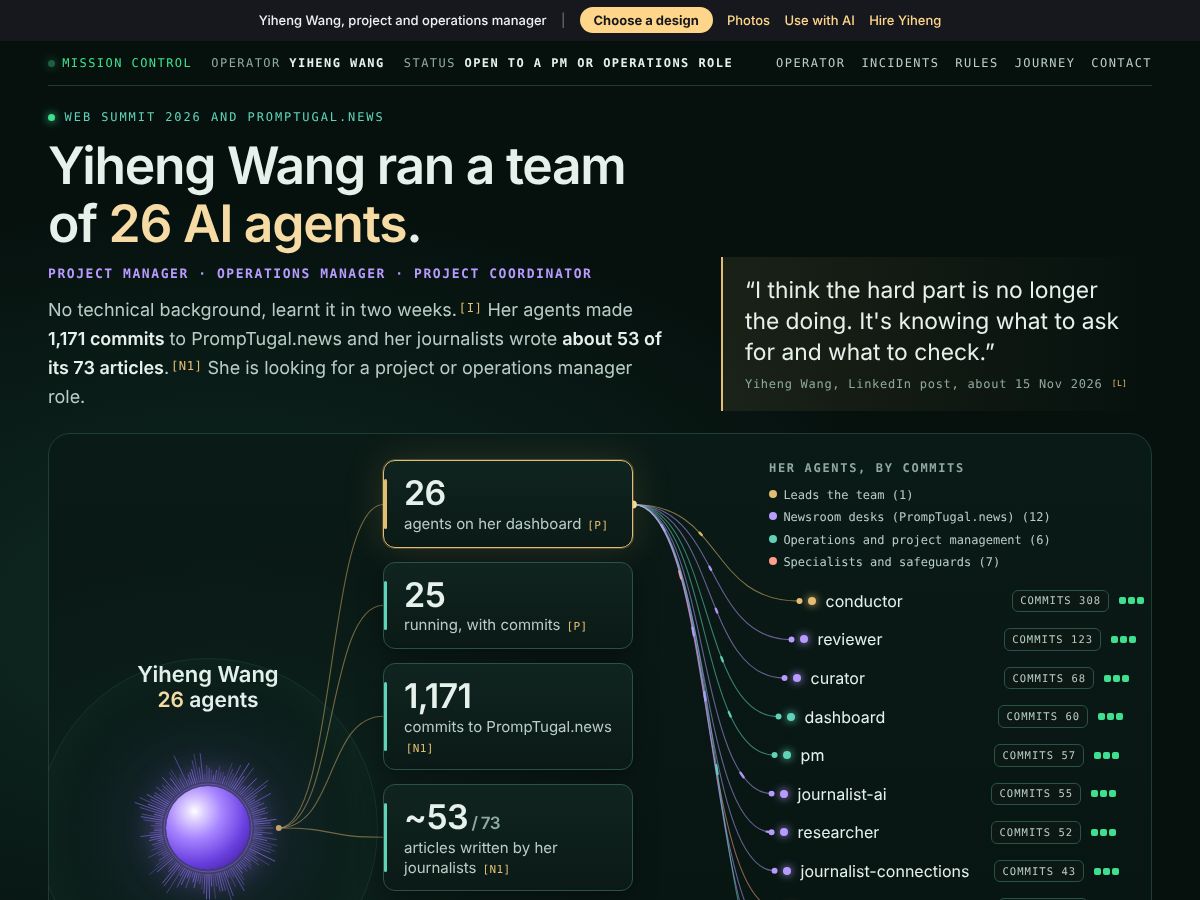 Yiheng Wang, project and operations manager | Choose a design Photos Use with AI Hire Yiheng
MISSION CONTROL OPERATOR YIHENG WANG STATUS OPEN TO A PM OR OPERATIONS ROLE OPERATOR INCIDENTS RULES JOURNEY CONTACT
WEB SUMMIT 2026 AND PROMPTUGAL.NEWS
Yiheng Wang ran a team
of 26 AI agents.
PROJECT MANAGER · OPERATIONS MANAGER · PROJECT COORDINATOR
No technical background, learnt it in two weeks.[I] Her agents made
1,171 commits to PrompTugal.news and her journalists wrote about 53 of
its 73 articles.[N1] She is looking for a project or operations manager
role.
“I think the hard part is no longer
the doing. It's knowing what to ask
for and what to check.”
Yiheng Wang, LinkedIn post, about 15 Nov 2026 [L]
Yiheng Wang
26 agents
26
agents on her dashboard [P]
25
running, with commits [P]
1,171
commits to PrompTugal.news
[N1]
~53 / 73
articles written by her
journalists [N1]
HER AGENTS, BY COMMITS
Leads the team (1)
Newsroom desks (PrompTugal.news) (12)
Operations and project management (6)
Specialists and safeguards (7)
conductor COMMITS 308
reviewer COMMITS 123
curator COMMITS 68
dashboard COMMITS 60
pm COMMITS 57
journalist-ai COMMITS 55
researcher COMMITS 52
journalist-connections COMMITS 43